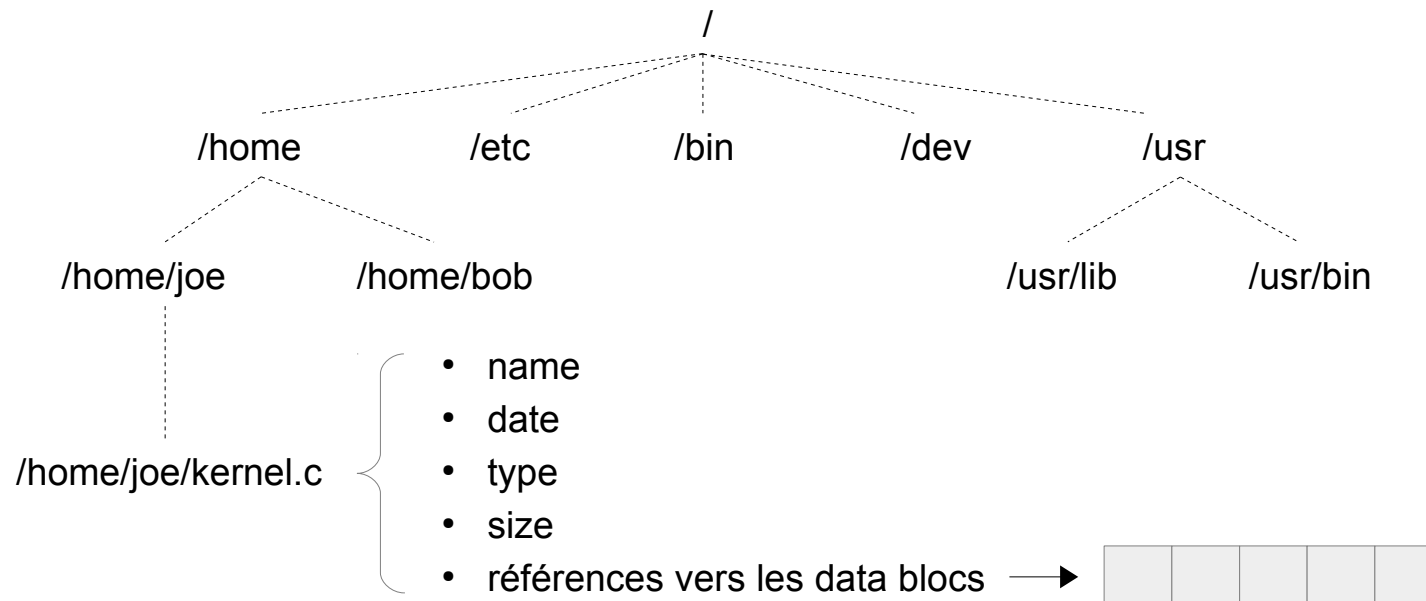 /
/home /etc /bin /dev /usr
/home/joe /home/bob /usr/lib /usr/bin
• name
• date
/home/joe/kernel.c • type
• size
• références vers les data blocs